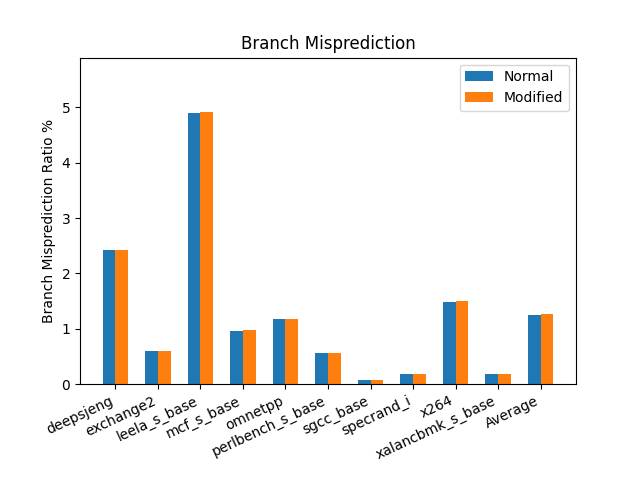 Branch Misprediction
Normal
Modified
Branch Misprediction Ratio %
5
4
3
2
1
0
deepsjeng
exchange2
leela_s_base
mcf_s_base
omnetpp
perlbench_s_base
sgcc_base
specrand_i
x264
xalancbmk_s_base
Average